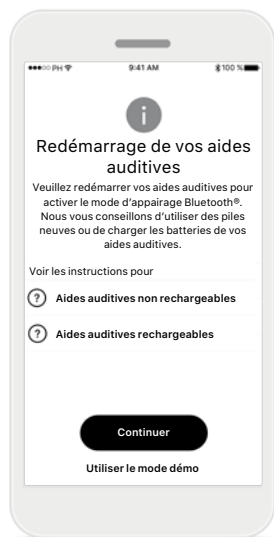 PH 9:41 AM 100 %
i
Redémarrage de vos aides
auditives
Veuillez redémarrer vos aides auditives pour
activer le mode d'appairage Bluetooth®.
Nous vous conseillons d'utiliser des piles
neuves ou de charger les batteries de vos
aides auditives.
Voir les instructions pour
? Aides auditives non rechargeables
? Aides auditives rechargeables
Continuer
Utiliser le mode démo